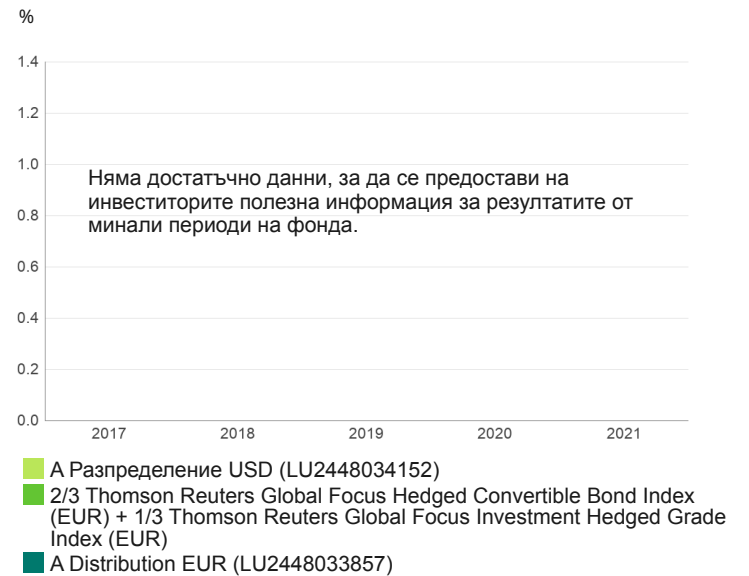 %
1.4
1.2
1.0
Няма достатъчно данни, за да се предостави на
инвеститорите полезна информация за резултатите от
0.8
минали периоди на фонда.
0.6
0.4
0.2
0.0
2017 2018 2019 2020 2021
А Разпределение USD (LU2448034152)
2/3 Thomson Reuters Global Focus Hedged Convertible Bond Index
(EUR) + 1/3 Thomson Reuters Global Focus Investment Hedged Grade
Index (EUR)
A Distribution EUR (LU2448033857)